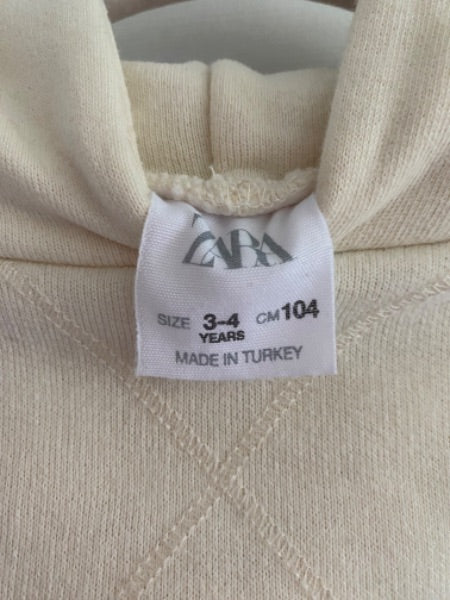 ZARA
SIZE 3-4 YEARS CM 104
MADE IN TURKEY